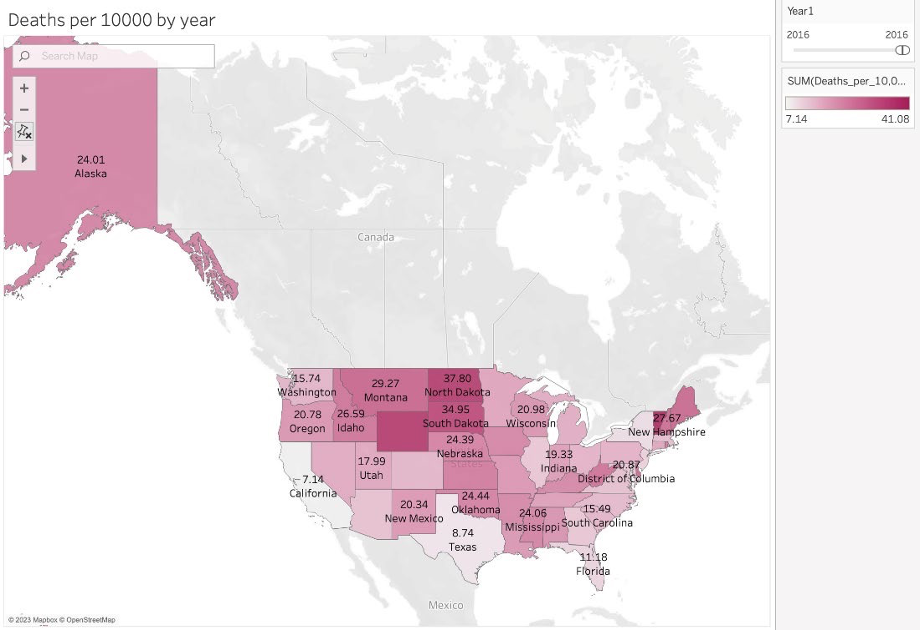 Deaths per 10000 by year
Search Map
24.01
Alaska
Canada
15.74
Washington
29.27
Montana
37.80
North Dakota
20.78
Oregon
26.59
Idaho
34.95
South Dakota
20.98
Wisconsin
27.67
New Hampshire
24.39
Nebraska
States
17.99
Utah
19.33
Indiana
20.87
District of Columbia
7.14
California
20.34
New Mexico
24.44
Oklahoma
24.06
Mississippi
15.49
South Carolina
8.74
Texas
11.18
Florida
Mexico
© 2023 Mapbox © OpenStreetMap
Year1
2016 2016
SUM(Deaths_per_10,0...
7.14 41.08